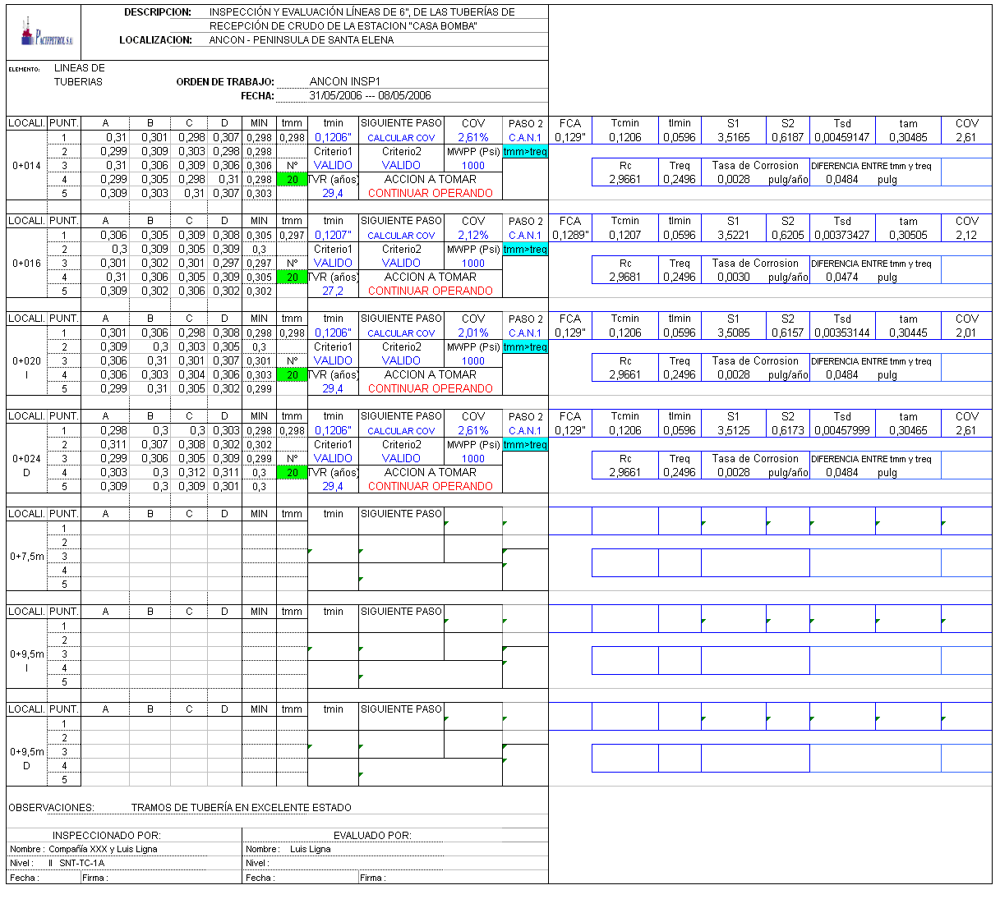 DESCRIPCION: INSPECCIÓN Y EVALUACIÓN LÍNEAS DE 6", DE LAS TUBERÍAS DE
RECEPCIÓN DE CRUDO DE LA ESTACION "CASA BOMBA"
PACIFPETROL S.A.
LOCALIZACION: ANCON - PENINSULA DE SANTA ELENA
ELEMENTO: LINEAS DE
TUBERIAS
ORDEN DE TRABAJO: ANCON INSP1
FECHA: 31/05/2006 --- 08/05/2006
LOCALI. PUNT. A B C D MIN tmm tmin SIGUIENTE PASO COV PASO 2 FCA Tcmin tlmin S1 S2 Tsd tam COV
1 0,31 0,301 0,298 0,307 0,298 0,298 0,1206" CALCULAR COV 2,61% C.A.N.1 0,129" 0,1206 0,0596 3,5165 0,6187 0,00459147 0,30485 2,61
2 0,299 0,309 0,303 0,298 0,298 Criterio1 Criterio2 MWPP (Psi) tmm>treq
0+014 3 0,31 0,306 0,309 0,306 0,306 Nº VALIDO VALIDO 1000 Rc Treq Tasa de Corrosion DIFERENCIA ENTRE tmm y treq
4 0,299 0,305 0,298 0,31 0,298 20 TVR (años) ACCION A TOMAR 2,9661 0,2496 0,0028 pulg/año 0,0484 pulg
5 0,309 0,303 0,31 0,307 0,303 29,4 CONTINUAR OPERANDO
LOCALI. PUNT. A B C D MIN tmm tmin SIGUIENTE PASO COV PASO 2 FCA Tcmin tlmin S1 S2 Tsd tam COV
1 0,306 0,305 0,309 0,308 0,305 0,297 0,1207" CALCULAR COV 2,12% C.A.N.1 0,1289" 0,1207 0,0596 3,5221 0,6205 0,00373427 0,30505 2,12
2 0,3 0,309 0,305 0,309 0,3 Criterio1 Criterio2 MWPP (Psi) tmm>treq
0+016 3 0,301 0,302 0,301 0,297 0,297 Nº VALIDO VALIDO 1000 Rc Treq Tasa de Corrosion DIFERENCIA ENTRE tmm y treq
4 0,31 0,306 0,305 0,309 0,305 20 TVR (años) ACCION A TOMAR 2,9681 0,2496 0,0030 pulg/año 0,0474 pulg
5 0,309 0,302 0,306 0,302 0,302 27,2 CONTINUAR OPERANDO
LOCALI. PUNT. A B C D MIN tmm tmin SIGUIENTE PASO COV PASO 2 FCA Tcmin tlmin S1 S2 Tsd tam COV
1 0,301 0,306 0,298 0,308 0,298 0,298 0,1206" CALCULAR COV 2,01% C.A.N.1 0,129" 0,1206 0,0596 3,5085 0,6157 0,00353144 0,30445 2,01
2 0,309 0,3 0,303 0,305 0,3 Criterio1 Criterio2 MWPP (Psi) tmm>treq
0+020 3 0,306 0,31 0,301 0,307 0,301 Nº VALIDO VALIDO 1000 Rc Treq Tasa de Corrosion DIFERENCIA ENTRE tmm y treq
I 4 0,306 0,303 0,304 0,306 0,303 20 TVR (años) ACCION A TOMAR 2,9661 0,2496 0,0028 pulg/año 0,0484 pulg
5 0,299 0,31 0,305 0,302 0,299 29,4 CONTINUAR OPERANDO
LOCALI. PUNT. A B C D MIN tmm tmin SIGUIENTE PASO COV PASO 2 FCA Tcmin tlmin S1 S2 Tsd tam COV
1 0,298 0,3 0,3 0,303 0,298 0,298 0,1206" CALCULAR COV 2,61% C.A.N.1 0,129" 0,1206 0,0596 3,5125 0,6173 0,00457999 0,30465 2,61
2 0,311 0,307 0,308 0,302 0,302 Criterio1 Criterio2 MWPP (Psi) tmm>treq
0+024 3 0,299 0,306 0,305 0,309 0,299 Nº VALIDO VALIDO 1000 Rc Treq Tasa de Corrosion DIFERENCIA ENTRE tmm y treq
D 4 0,303 0,3 0,312 0,311 0,3 20 TVR (años) ACCION A TOMAR 2,9661 0,2496 0,0028 pulg/año 0,0484 pulg
5 0,309 0,3 0,309 0,301 0,3 29,4 CONTINUAR OPERANDO
LOCALI. PUNT. A B C D MIN tmm tmin SIGUIENTE PASO
1
2
0+7,5m 3
4
5
LOCALI. PUNT. A B C D MIN tmm tmin SIGUIENTE PASO
1
2
0+9,5m 3
I 4
5
LOCALI. PUNT. A B C D MIN tmm tmin SIGUIENTE PASO
1
2
0+9,5m 3
D 4
5
OBSERVACIONES: TRAMOS DE TUBERÍA EN EXCELENTE ESTADO
INSPECCIONADO POR: EVALUADO POR:
Nombre : Compañía XXX y Luis Ligna Nombre : Luis Ligna
Nivel : II SNT-TC-1A Nivel :
Fecha : Firma : Fecha : Firma :